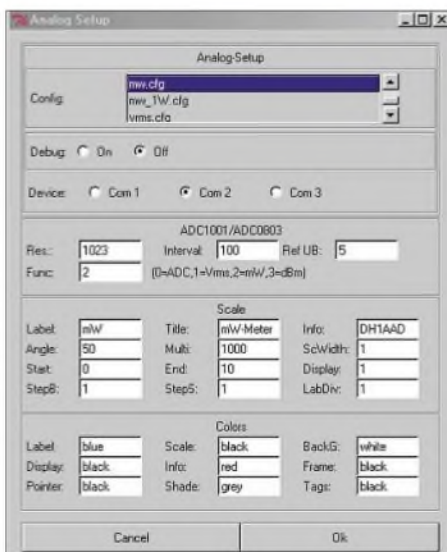 Analog Setup
Analog-Setup
Config:
mw.cfg
mw_1W.cfg
vrms.cfg
Debug: On Off
Device: Com 1 Com 2 Com 3
ADC1001/ADC0803
Res.: 1023 Interval: 100 Ref UB: 5
Func: 2 (0=ADC,1=Vrms,2=mW,3=dBm)
Scale
Label: mW Title: mW-Meter Info: DH1AAD
Angle: 50 Multi: 1000 ScWidth: 1
Start: 0 End: 10 Display: 1
StepB: 1 StepS: 1 LabDiv: 1
Colors
Label: blue Scale: black BackG: white
Display: black Info: red Frame: black
Pointer: black Shade: grey Tags: black
Cancel Ok